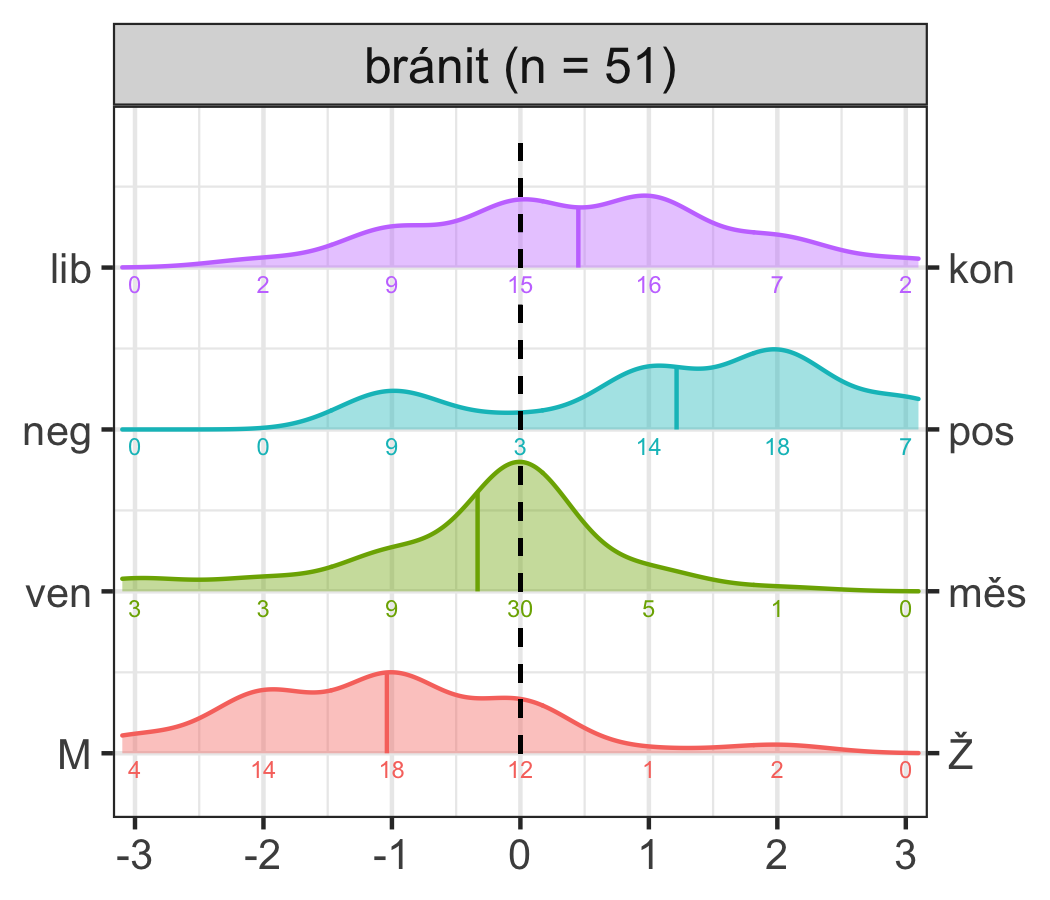 bránit (n = 51)
lib kon
0 2 9 15 16 7 2
neg pos
0 0 9 3 14 18 7
ven měs
3 3 9 30 5 1 0
M Ž
4 14 18 12 1 2 0
-3 -2 -1 0 1 2 3